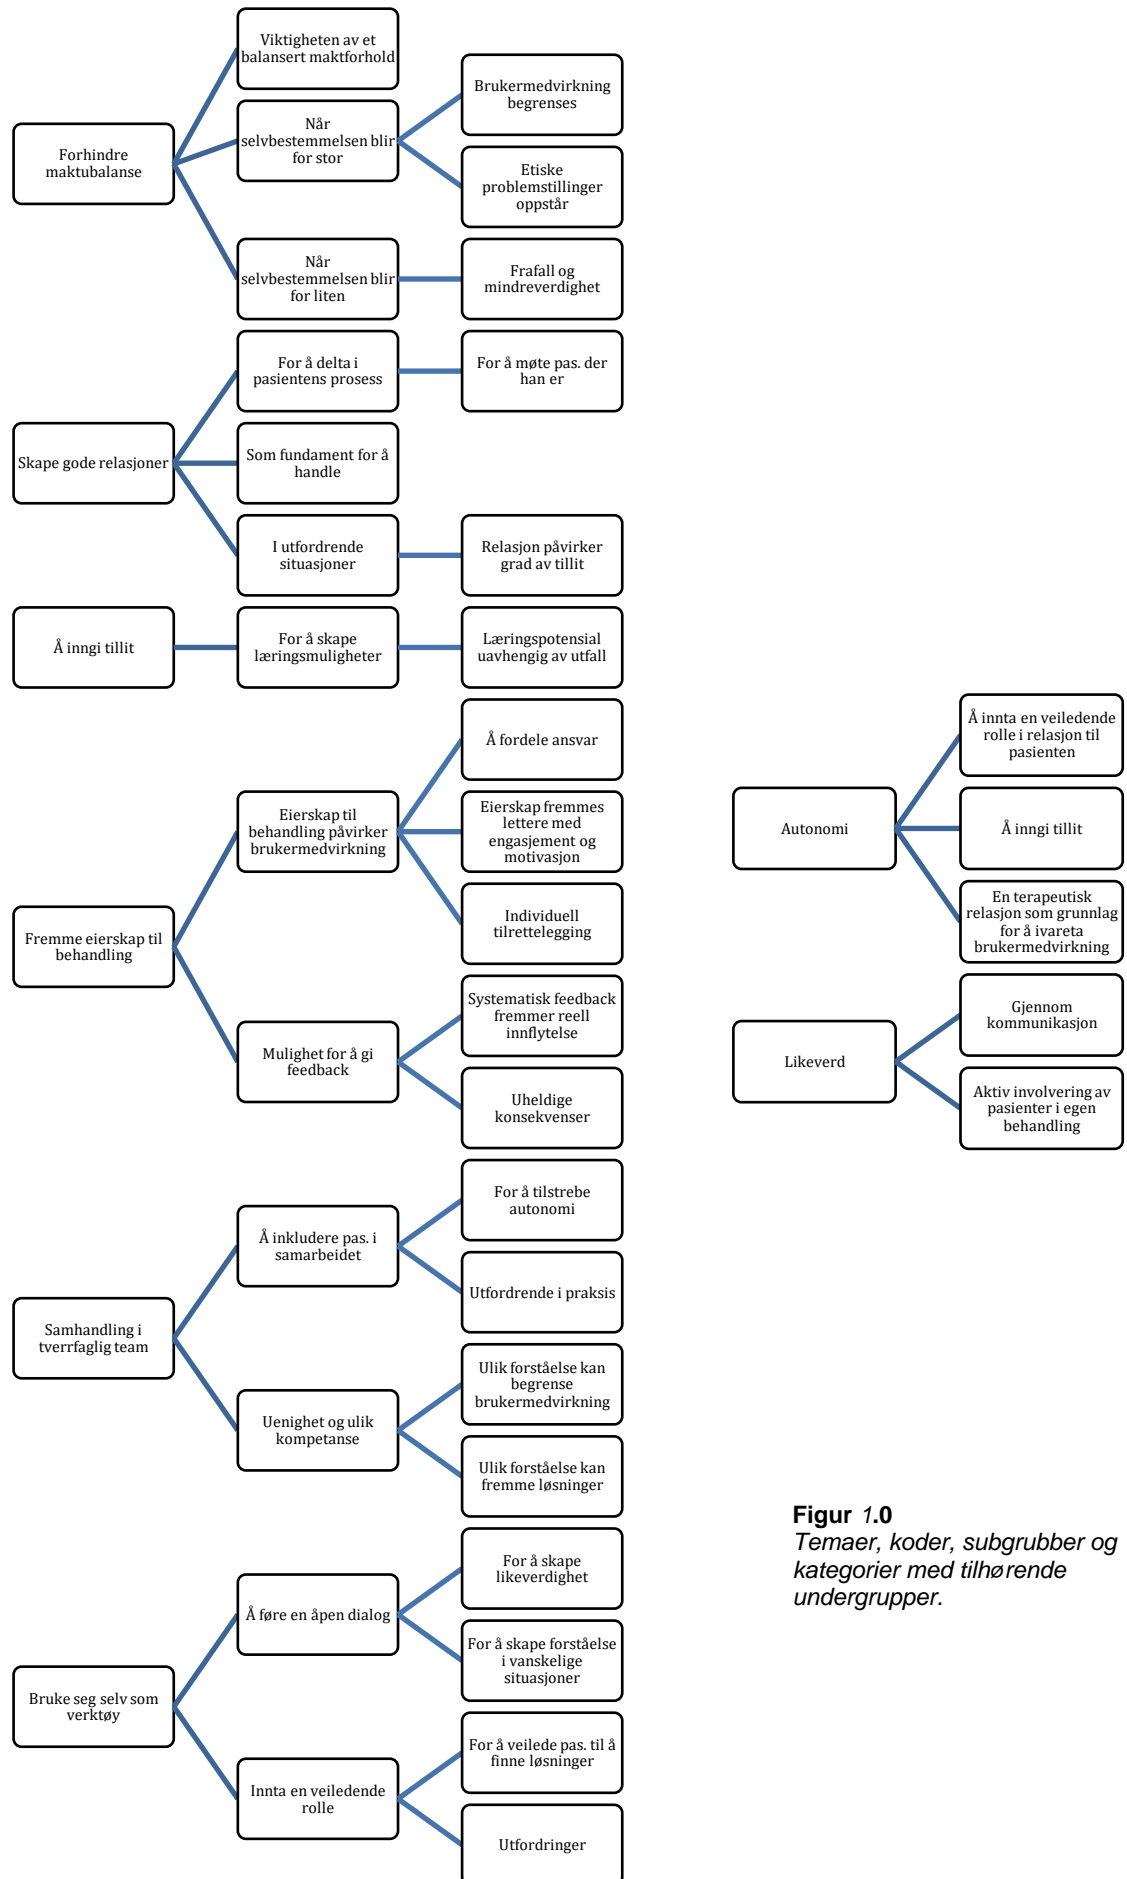 Forhindre
maktubalanse
Viktigheten av et
balansert maktforhold
Når
selvbestemmelsen blir
for stor
Brukermedvirkning
begrenses
Etiske
problemstillinger
oppstår
Når
selvbestemmelsen blir
for liten
Frafall og
mindreverdighet
Skape gode relasjoner
For å delta i
pasientens prosess
For å møte pas. der
han er
Som fundament for å
handle
I utfordrende
situasjoner
Relasjon påvirker
grad av tillit
Å inngi tillit
For å skape
læringsmuligheter
Læringspotensial
uavhengig av utfall
Fremme eierskap til
behandling
Eierskap til
behandling påvirker
brukermedvirkning
Å fordele ansvar
Eierskap fremmes
lettere med
engasjement og
motivasjon
Individuell
tilrettelegging
Mulighet for å gi
feedback
Systematisk feedback
fremmer reell
innflytelse
Uheldige
konsekvenser
Samhandling i
tverrfaglig team
Å inkludere pas. i
samarbeidet
For å tilstrebe
autonomi
Utfordrende i praksis
Uenighet og ulik
kompetanse
Ulik forståelse kan
begrense
brukermedvirkning
Ulik forståelse kan
fremme løsninger
Bruke seg selv som
verktøy
Å føre en åpen dialog
For å skape
likeverdighet
For å skape forståelse
i vanskelige
situasjoner
Innta en veiledende
rolle
For å veilede pas. til å
finne løsninger
Utfordringer
Autonomi
Å innta en veiledende
rolle i relasjon til
pasienten
Å inngi tillit
En terapeutisk
relasjon som grunnlag
for å ivareta
brukermedvirkning
Likeverd
Gjennom
kommunikasjon
Aktiv involvering av
pasienter i egen
behandling
Figur 1.0
Temaer, koder, subgrubber og
kategorier med tilhørende
undergrupper.